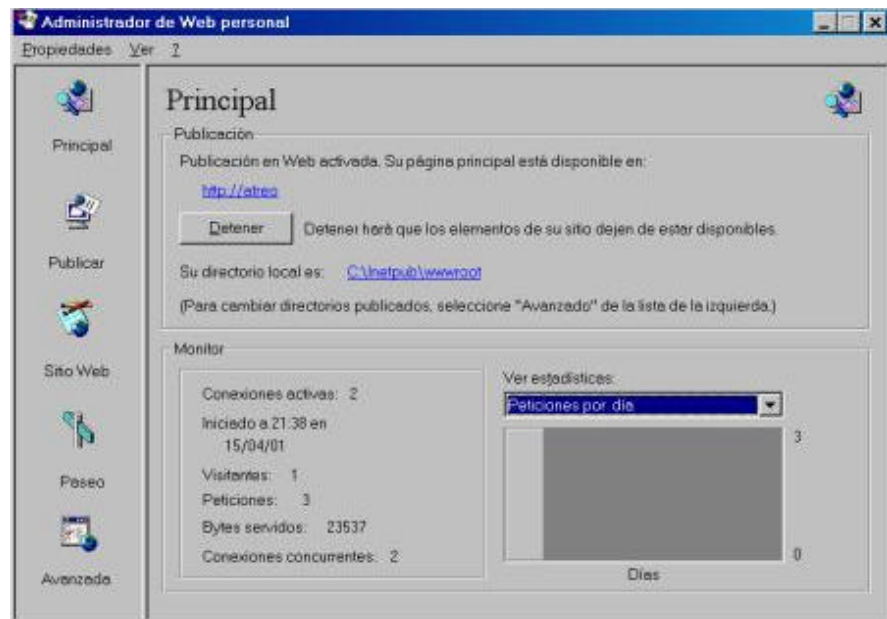 Administrador de Web personal
Propiedades Ver ?
Principal
Publicar
Sitio Web
Paseo
Avanzada
Principal
Publicación
Publicación en Web activada. Su página principal está disponible en:
http://atreo
Detener Detener hará que los elementos de su sitio dejen de estar disponibles.
Su directorio local es: C:\Inetpub\wwwroot
(Para cambiar directorios publicados, seleccione "Avanzado" de la lista de la izquierda.)
Monitor
Conexiones activas: 2
Iniciado a 21:38 en
15/04/01
Visitantes: 1
Peticiones: 3
Bytes servidos: 23537
Conexiones concurrentes: 2
Ver estadísticas:
Peticiones por día
3
0
Días